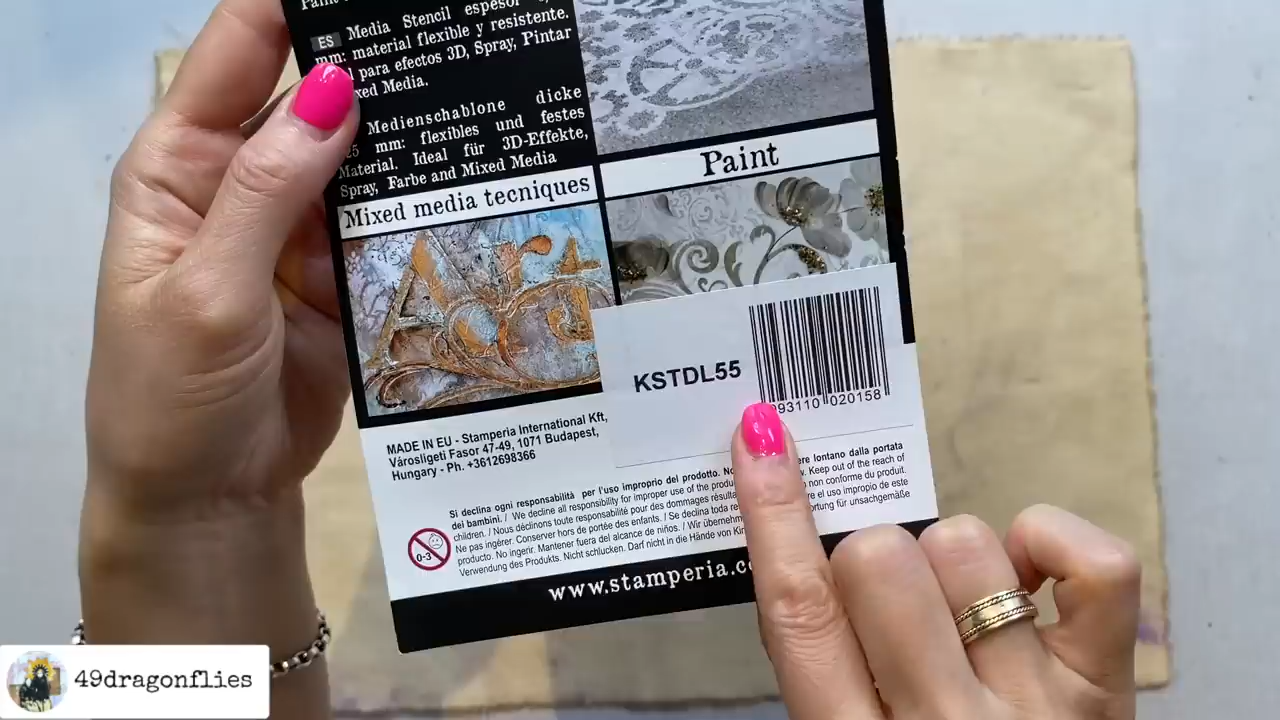 ES Media Stencil espesor
mm: material flexible y resistente.
para efectos 3D, Spray, Pintar
xed Media.
Medienschablone dicke
mm: flexibles und festes
Material. Ideal für 3D-Effekte,
Spray, Farbe and Mixed Media
Mixed media tecniques
Paint
Art
KSTDL55
993110 020158
MADE IN EU - Stamperia International Kft,
Városligeti Fasor 47-49, 1071 Budapest,
Hungary - Ph. +3612698366
Si declina ogni responsabilità per l'uso improprio del prodotto. ere lontano dalla portata
dei bambini. / We decline all responsibility for improper use of the Keep out of the reach of
children. / Nous déclinons toute responsabilité pour des dommages non conforme du produit.
Ne pas ingérer. Conserver hors de portée des enfants. / Se declina toda re el uso impropio de este
producto. No ingerir. Mantener fuera del alcance de niños. / Wir für unsachgemäße
Verwendung des Produkts. Nicht schlucken. Darf nicht in die Hände von
0-3
www.stamperia.c
49dragonflies